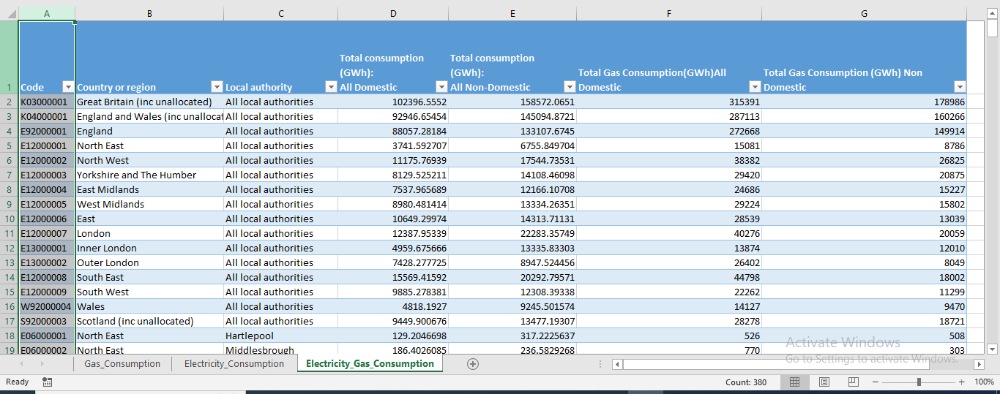 A B C D E F G
Total consumption Total consumption
(GWh): (GWh): Total Gas Consumption(GWh)All Total Gas Consumption (GWh) Non
1 Code Country or region Local authority All Domestic All Non-Domestic Domestic Domestic
2 K03000001 Great Britain (inc unallocated) All local authorities 102396.5552 158572.0651 315391 178986
3 K04000001 England and Wales (inc unallocat All local authorities 92946.65454 145094.8721 287113 160266
4 E92000001 England All local authorities 88057.28184 133107.6745 272668 149914
5 E12000001 North East All local authorities 3741.592707 6755.849704 15081 8786
6 E12000002 North West All local authorities 11175.76939 17544.73531 38382 26825
7 E12000003 Yorkshire and The Humber All local authorities 8129.525211 14108.46098 29420 20875
8 E12000004 East Midlands All local authorities 7537.965689 12166.10708 24686 15227
9 E12000005 West Midlands All local authorities 8980.481414 13334.26351 29224 15802
10 E12000006 East All local authorities 10649.29974 14313.71131 28539 13039
11 E12000007 London All local authorities 12387.95339 22283.35749 40276 20059
12 E13000001 Inner London All local authorities 4959.675666 13335.83303 13874 12010
13 E13000002 Outer London All local authorities 7428.277725 8947.524456 26402 8049
14 E12000008 South East All local authorities 15569.41592 20292.79571 44798 18002
15 E12000009 South West All local authorities 9885.278381 12308.39338 22262 11299
16 W92000004 Wales All local authorities 4818.1927 9245.501574 14127 9470
17 S92000003 Scotland (inc unallocated) All local authorities 9449.900676 13477.19307 28278 18721
18 E06000001 North East Hartlepool 129.2046698 317.2225637 526 508
19 E06000002 North East Middlesbrough 186.4026085 236.5829268 770 303
Activate Windows
Go to Settings to activate Windows.
Gas_Consumption Electricity_Consumption Electricity_Gas_Consumption
Ready Count: 380 100%